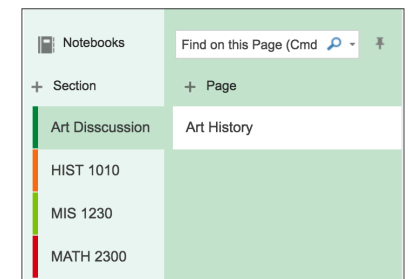 Notebooks
Find on this Page (Cmd
+ Section
+ Page
Art Disscussion
Art History
HIST 1010
MIS 1230
MATH 2300